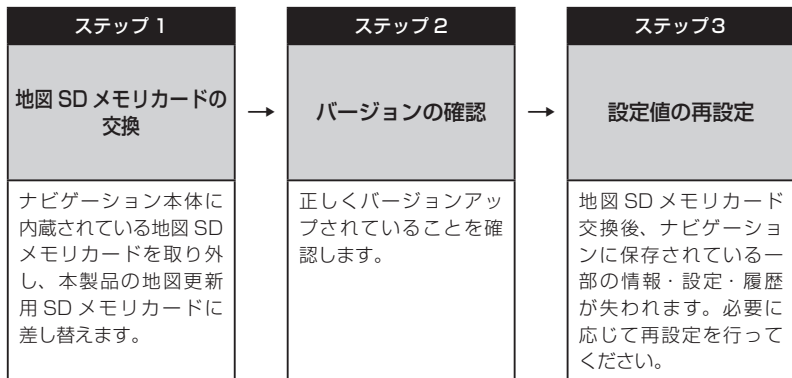 ステップ 1
地図 SD メモリカードの
交換
ナビゲーション本体に
内蔵されている地図 SD
メモリカードを取り外
し、本製品の地図更新
用 SD メモリカードに
差し替えます。
→
ステップ 2
バージョンの確認
正しくバージョンアッ
プされていることを確
認します。
→
ステップ3
設定値の再設定
地図 SD メモリカード
交換後、ナビゲーショ
ンに保存されている一
部の情報・設定・履歴
が失われます。必要に
応じて再設定を行って
ください。